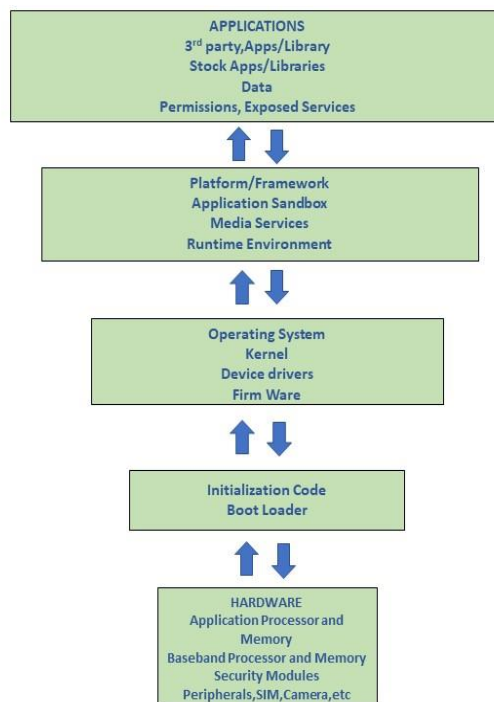 APPLICATIONS
3rd party,Apps/Library
Stock Apps/Libraries
Data
Permissions, Exposed Services
Platform/Framework
Application Sandbox
Media Services
Runtime Environment
Operating System
Kernel
Device drivers
Firm Ware
Initialization Code
Boot Loader
HARDWARE
Application Processor and
Memory
Baseband Processor and Memory
Security Modules
Peripherals,SIM,Camera,etc